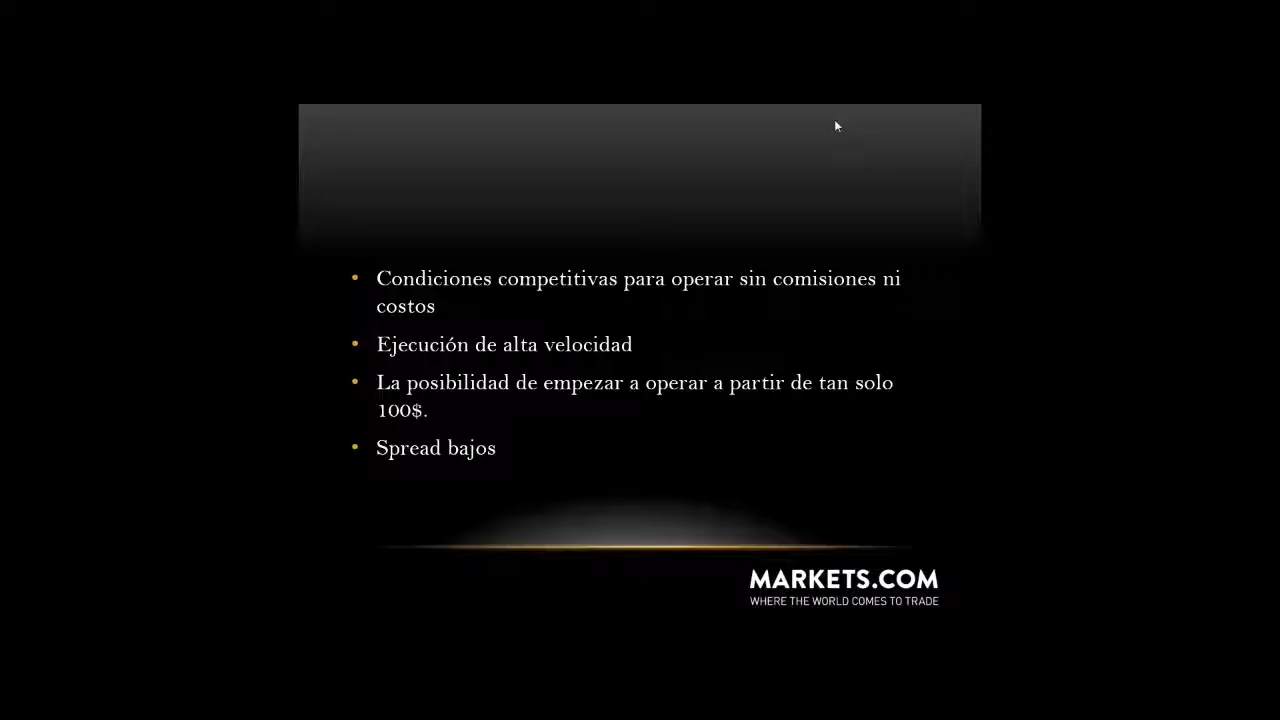 • Condiciones competitivas para operar sin comisiones ni
costos
• Ejecución de alta velocidad
• La posibilidad de empezar a operar a partir de tan solo
100$.
• Spread bajos
MARKETS.COM
WHERE THE WORLD COMES TO TRADE